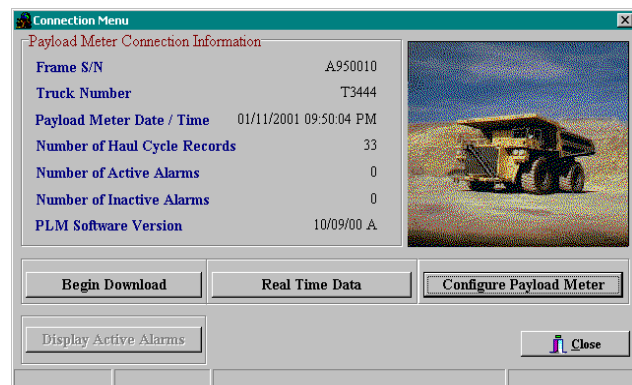 Connection Menu
Payload Meter Connection Information
Frame S/N A950010
Truck Number T3444
Payload Meter Date / Time 01/11/2001 09:50:04 PM
Number of Haul Cycle Records 33
Number of Active Alarms 0
Number of Inactive Alarms 0
PLM Software Version 10/09/00 A
Begin Download Real Time Data Configure Payload Meter
Display Active Alarms Close